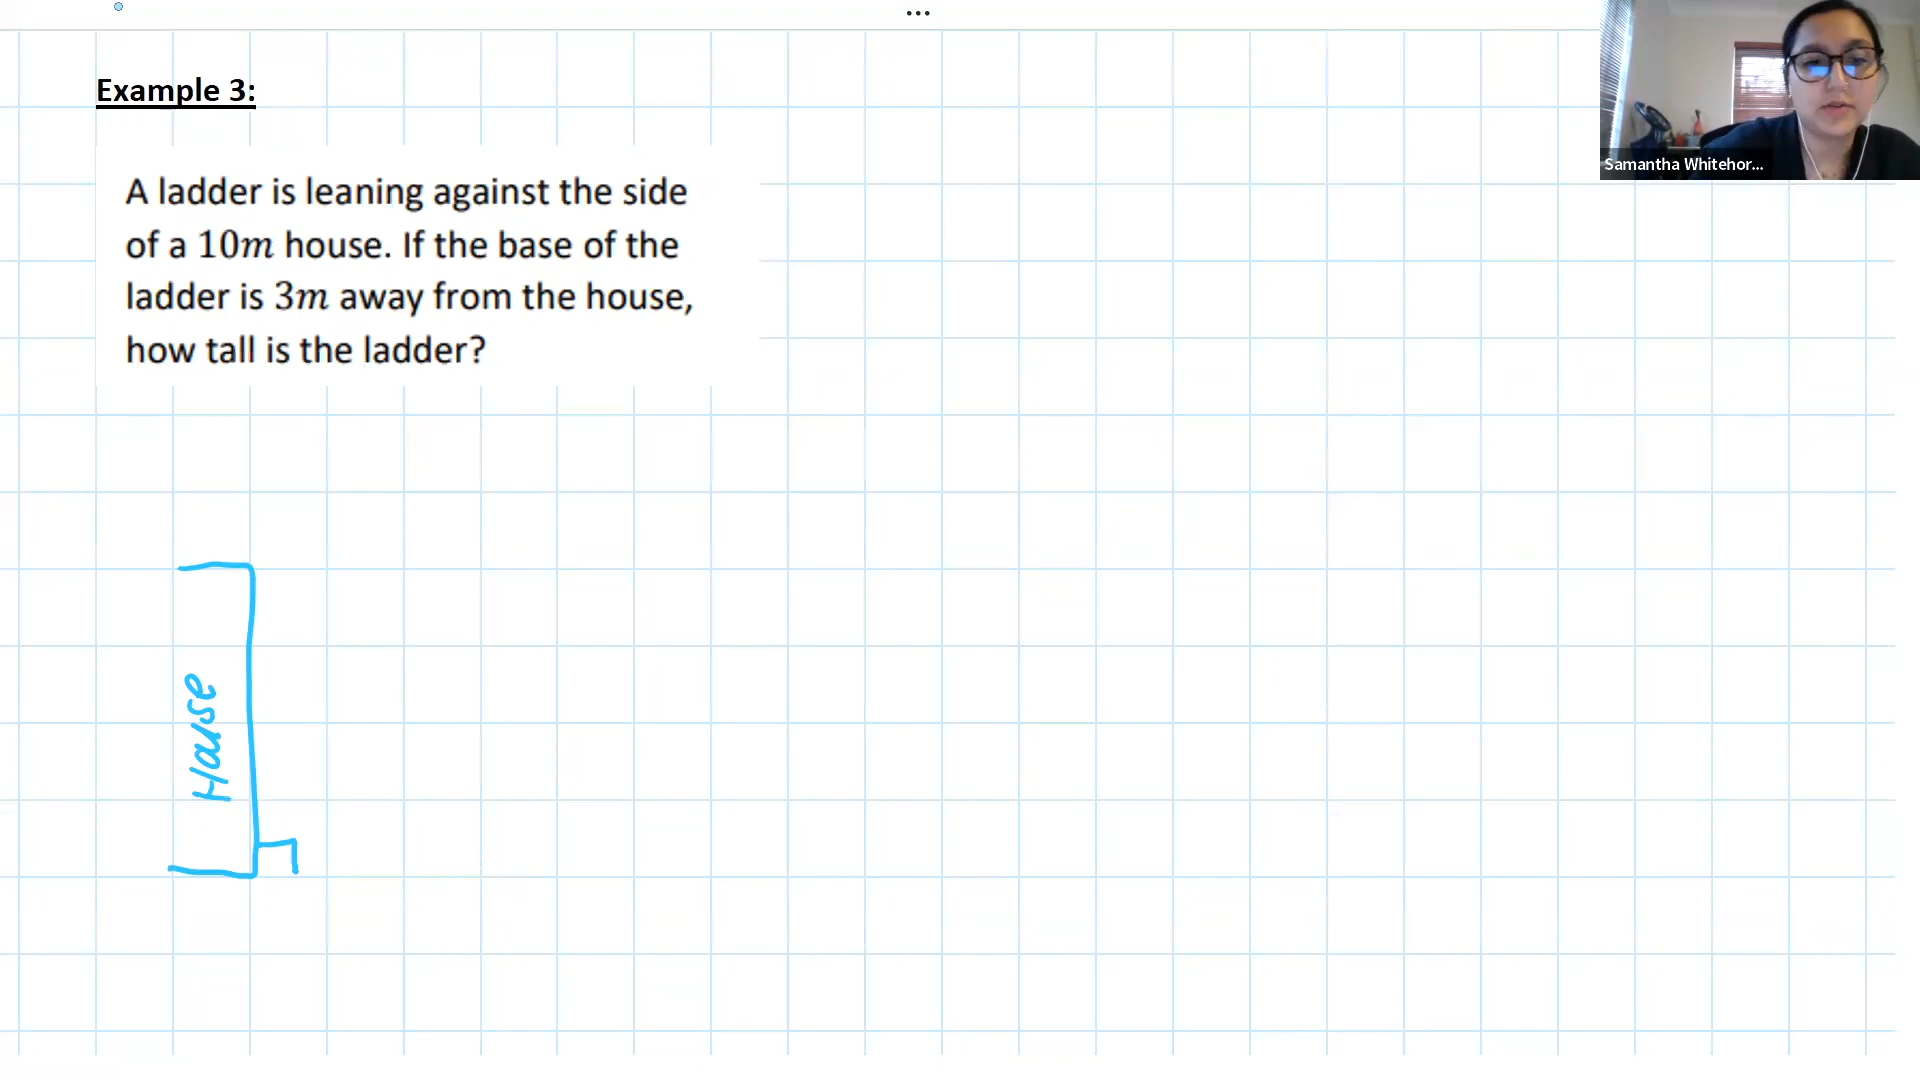 ...
Example 3:
Samantha Whitehor...
A ladder is leaning against the side
of a 10m house. If the base of the
ladder is 3m away from the house,
how tall is the ladder?
House